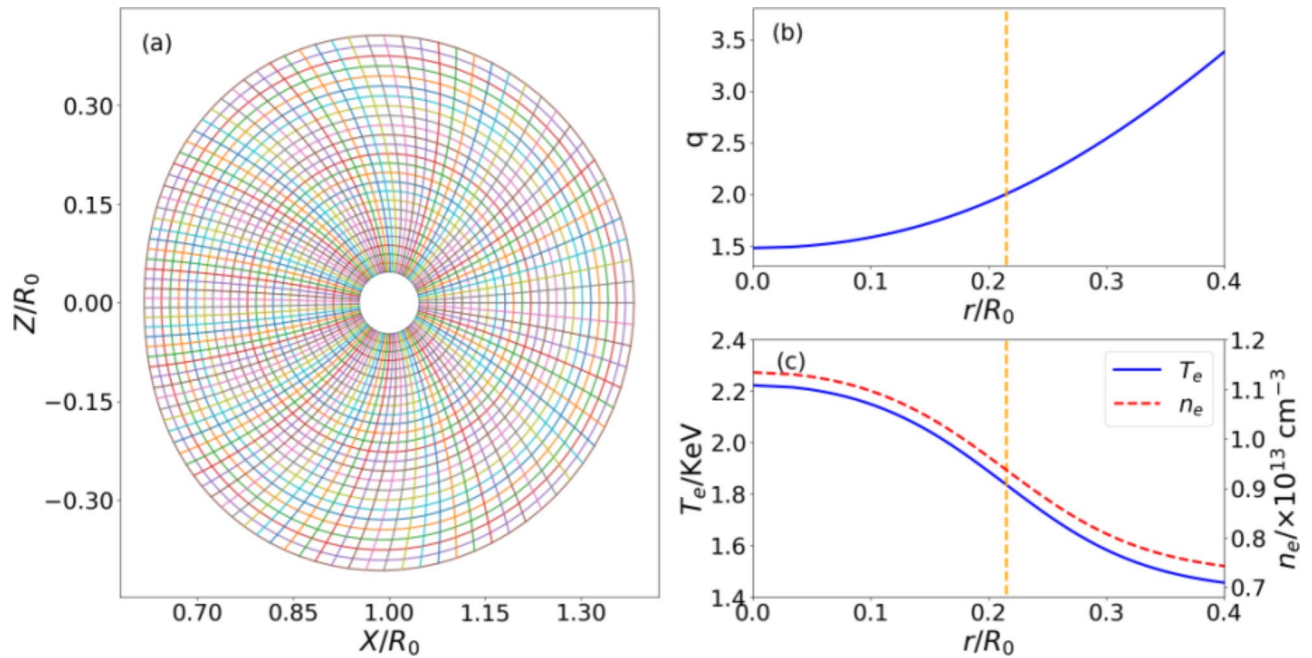 (a)
Z/R₀
0.30
0.15
0.00
−0.15
−0.30
0.70 0.85 1.00 1.15 1.30
X/R₀
(b)
q
3.5
3.0
2.5
2.0
1.5
0.0 0.1 0.2 0.3 0.4
r/R₀
(c)
Tₑ/KeV
2.4
2.2
2.0
1.8
1.6
1.4
Tₑ
nₑ
1.2
1.1
1.0
0.9
0.8
0.7
nₑ/×10¹³ cm⁻³
0.0 0.1 0.2 0.3 0.4
r/R₀